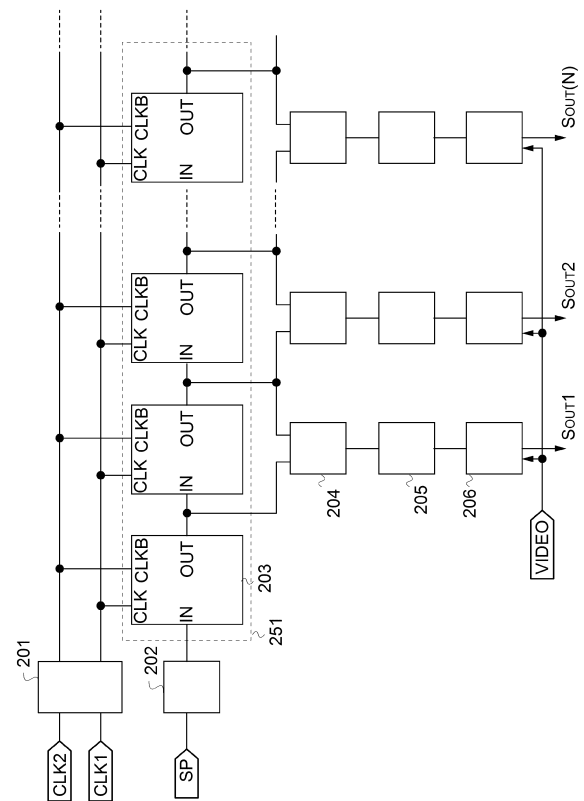 CLK2
CLK1
SP
VIDEO
201
202
251
203
204
205
206
CLK
CLKB
IN
OUT
CLK
CLKB
IN
OUT
CLK
CLKB
IN
OUT
CLK
CLKB
IN
OUT
SOUT1
SOUT2
SOUT(N)